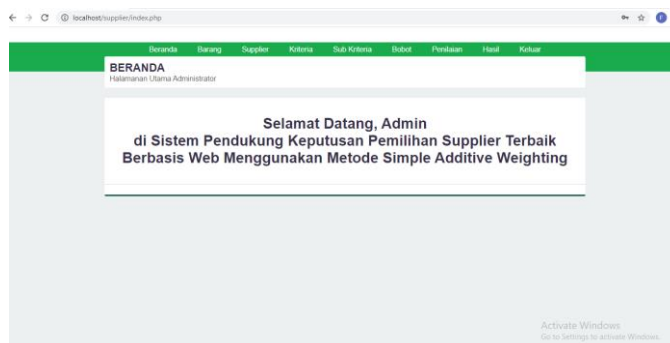 localhost/supplier/index.php
Beranda Barang Supplier Kriteria Sub Kriteria Bobot Penilaian Hasil Keluar
BERANDA
Halamanan Utama Administrator
Selamat Datang, Admin
di Sistem Pendukung Keputusan Pemilihan Supplier Terbaik
Berbasis Web Menggunakan Metode Simple Additive Weighting
Activate Windows
Go to Settings to activate Windows.